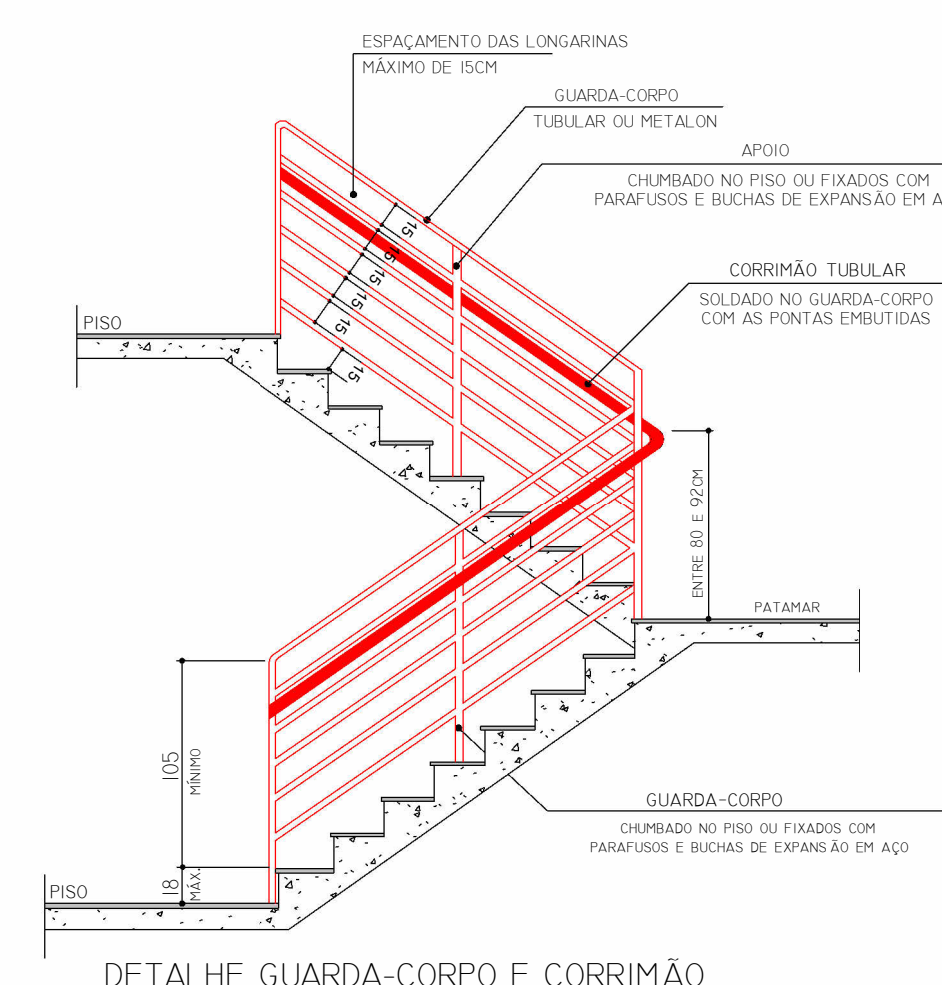 ESPAÇAMENTO DAS LONGARINAS
MÁXIMO DE 15CM
GUARDA-CORPO
TUBULAR OU METALON
APOIO
CHUMBADO NO PISO OU FIXADOS COM
PARAFUSOS E BUCHAS DE EXPANSÃO EM A
CORRIMÃO TUBULAR
SOLDADO NO GUARDA-CORPO
COM AS PONTAS EMBUTIDAS
15
15
15
15
15
15
PISO
ENTRE 80 E 92CM
PATAMAR
105
MÍNIMO
18
MÁX.
PISO
GUARDA-CORPO
CHUMBADO NO PISO OU FIXADOS COM
PARAFUSOS E BUCHAS DE EXPANSÃO EM AÇO
DETALHE GUARDA-CORPO E CORRIMÃO